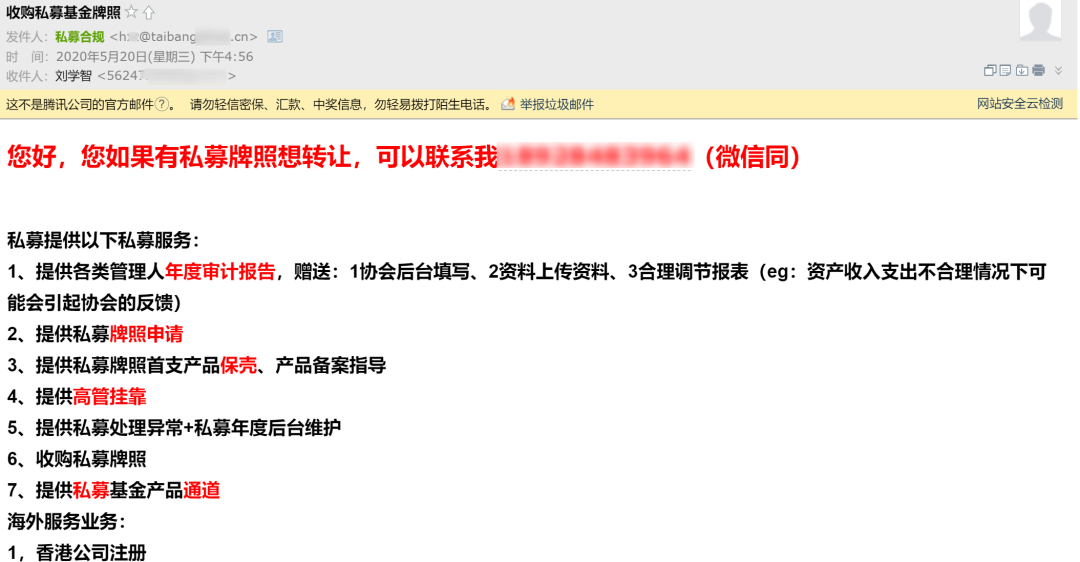 收购私募基金牌照
发件人：私募合规 <h @taibang .cn>
时 间：2020年5月20日(星期三) 下午4:56
收件人：刘学智 <5624 >
这不是腾讯公司的官方邮件?。 请勿轻信密保、汇款、中奖信息，勿轻易拨打陌生电话。 举报垃圾邮件 网站安全云检测
您好，您如果有私募牌照想转让，可以联系我 （微信同）
私募提供以下私募服务：
1、提供各类管理人年度审计报告，赠送：1协会后台填写、2资料上传资料、3合理调节报表（eg：资产收入支出不合理情况下可
能会引起协会的反馈）
2、提供私募牌照申请
3、提供私募牌照首支产品保壳、产品备案指导
4、提供高管挂靠
5、提供私募处理异常+私募年度后台维护
6、收购私募牌照
7、提供私募基金产品通道
海外服务业务：
1，香港公司注册